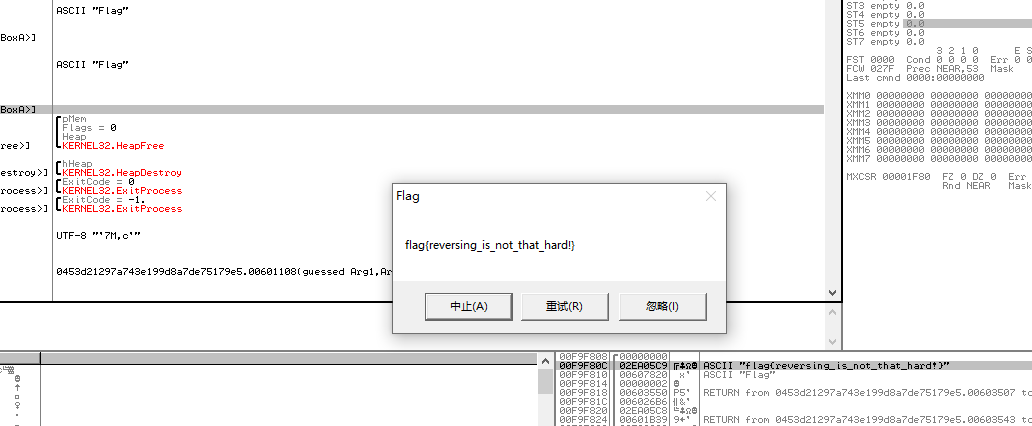 ASCII "Flag"
BoxA>]
ASCII "Flag"
BoxA>]
pMem
Flags = 0
Heap
ree>] KERNEL32.HeapFree
hHeap
estroy>] KERNEL32.HeapDestroy
ExitCode = 0
rocess>] KERNEL32.ExitProcess
ExitCode = -1.
rocess>] KERNEL32.ExitProcess
UTF-8 "'7M,c'"
0453d21297a743e199d8a7de75179e5.00601108(guessed Arg1,Ar
ST3 empty 0.0
ST4 empty 0.0
ST5 empty 0.0
ST6 empty 0.0
ST7 empty 0.0
3 2 1 0 E S
FST 0000 Cond 0 0 0 0 Err 0 0
FCW 027F Prec NEAR,53 Mask
Last cmnd 0000:00000000
XMM0 00000000 00000000 00000000
XMM1 00000000 00000000 00000000
XMM2 00000000 00000000 00000000
XMM3 00000000 00000000 00000000
XMM4 00000000 00000000 00000000
XMM5 00000000 00000000 00000000
XMM6 00000000 00000000 00000000
XMM7 00000000 00000000 00000000
MXCSR 00001F80 FZ 0 DZ 0 Err
Rnd NEAR Mask
Flag
flag{reversing_is_not_that_hard!}
中止(A) 重试(R) 忽略(I)
00F9F808 00000000
00F9F80C 02EA05C9 ASCII "flag{reversing_is_not_that_hard!}"
00F9F810 00607820 x` ASCII "Flag"
00F9F814 00000002
00F9F818 00603550 P5` RETURN from 0453d21297a743e199d8a7de75179e5.00603507 to
00F9F81C 006026B6
00F9F820 02EA05C8
00F9F824 00601B39 RETURN from 0453d21297a743e199d8a7de75179e5.00603543 to